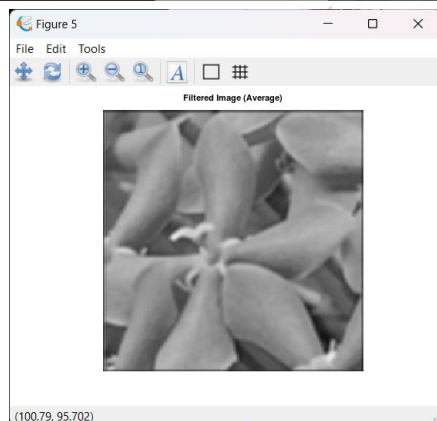 Figure 5
File Edit Tools
A
Filtered Image (Average)
(100.79, 95.702)